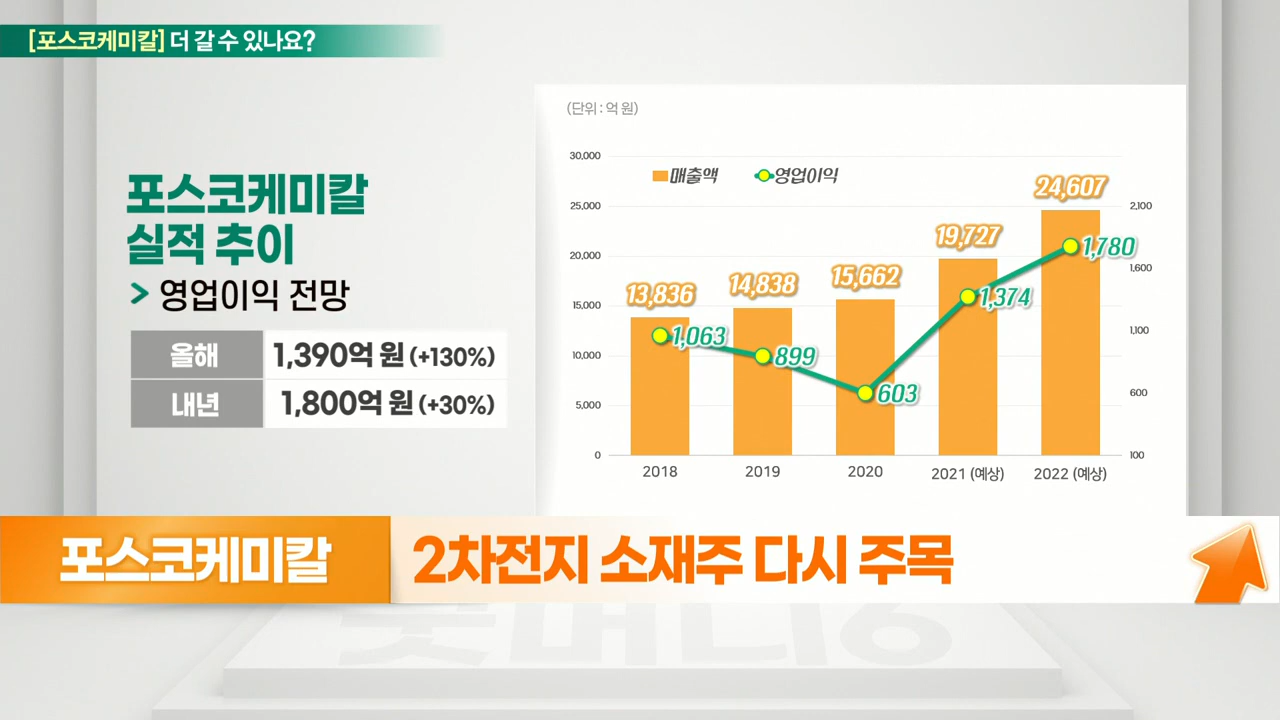 [포스코케미칼] 더 갈 수 있나요?
포스코케미칼
실적 추이
> 영업이익 전망
올해 1,390억 원 (+130%)
내년 1,800억 원 (+30%)
(단위 : 억 원)
매출액 영업이익
30,000
25,000
20,000
15,000
10,000
5,000
0
2,100
1,600
1,100
600
100
13,836
14,838
15,662
19,727
24,607
1,063
899
603
1,374
1,780
2018 2019 2020 2021 (예상) 2022 (예상)
포스코케미칼
2차전지 소재주 다시 주목
머니6